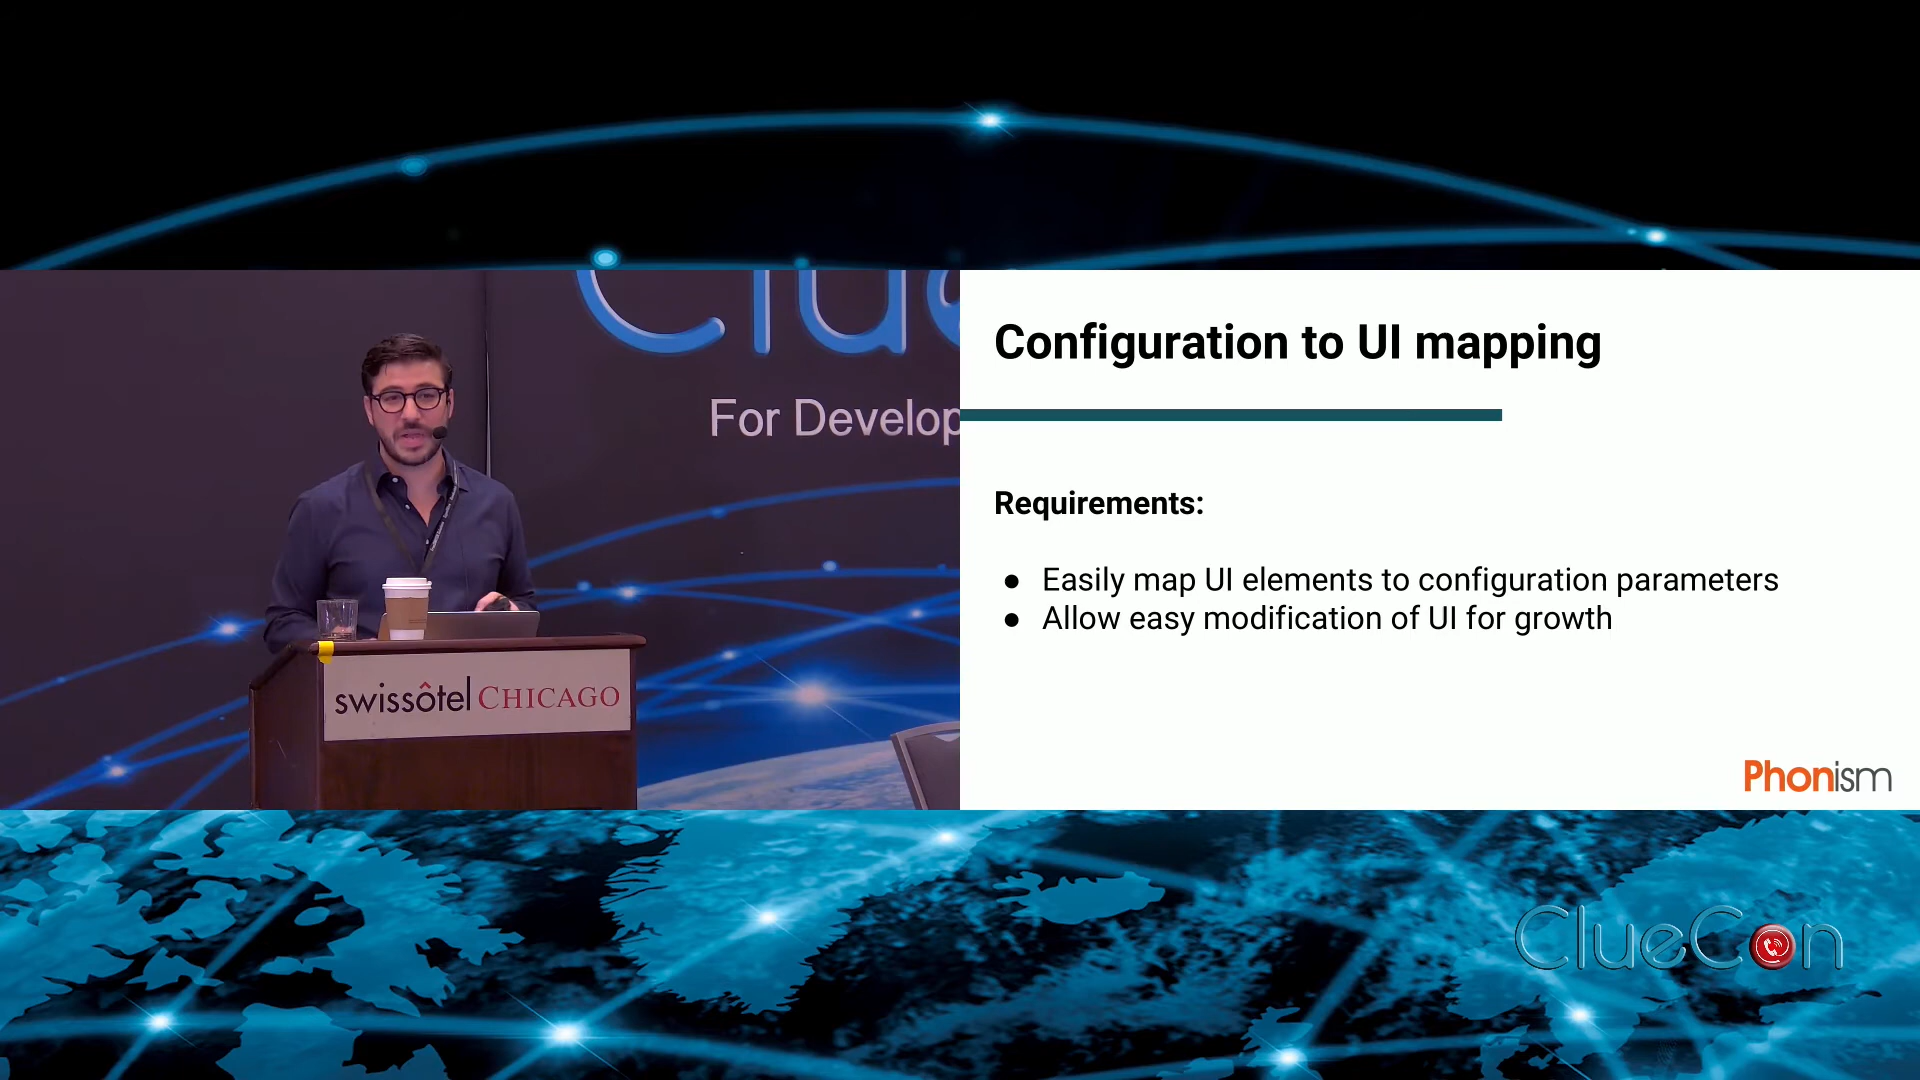 Clue
For Develop
swissôtel CHICAGO
Configuration to UI mapping
Requirements:
● Easily map UI elements to configuration parameters
● Allow easy modification of UI for growth
Phonism
ClueCon